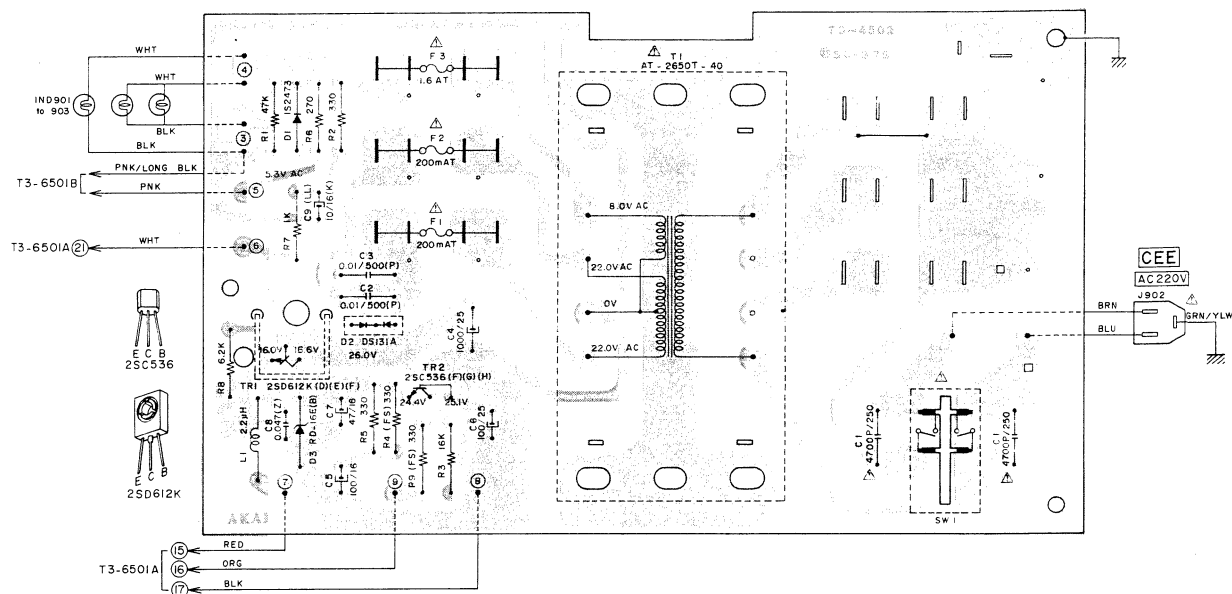 WHT
④
WHT
IND901
to 903
BLK
③
BLK
PNK/LONG BLK
T3-6501B
PNK
⑤
T3-6501A
㉑
WHT
⑥
R1 47K
D1 1S2473
R6 270
R2 330
5.3V AC
R7 1K
C9 (LL)
10/16(K)
F3
1.6 AT
F2
200mAT
F1
200mAT
C3
0.01/500(P)
C2
0.01/500(P)
D2 DS131A
26.0V
C4
1000/25
T1
AT-2650T-40
8.0V AC
22.0V AC
0V
22.0V AC
T3-4502
CEE
AC220V
J902
BRN
GRN/YLW
BLU
E C B
2SC536
E C B
2SD612K
R8 6.2K
16.0V
16.6V
TR1 2SD612K(D)(E)(F)
TR2
2SC536(F)(G)(H)
24.4V
25.1V
L1 2.2μH
C8
0.047(Z)
D3 RD-16E(B)
C7
47/16
R5 330
R4 (FS) 330
R9 (FS) 330
R3 16K
C6
100/25
C5
100/16
⑦
⑨
⑧
AKAI
C1
4700P/250
C1
4700P/250
SW1
T3-6501A
⑮
RED
⑯
ORG
⑰
BLK